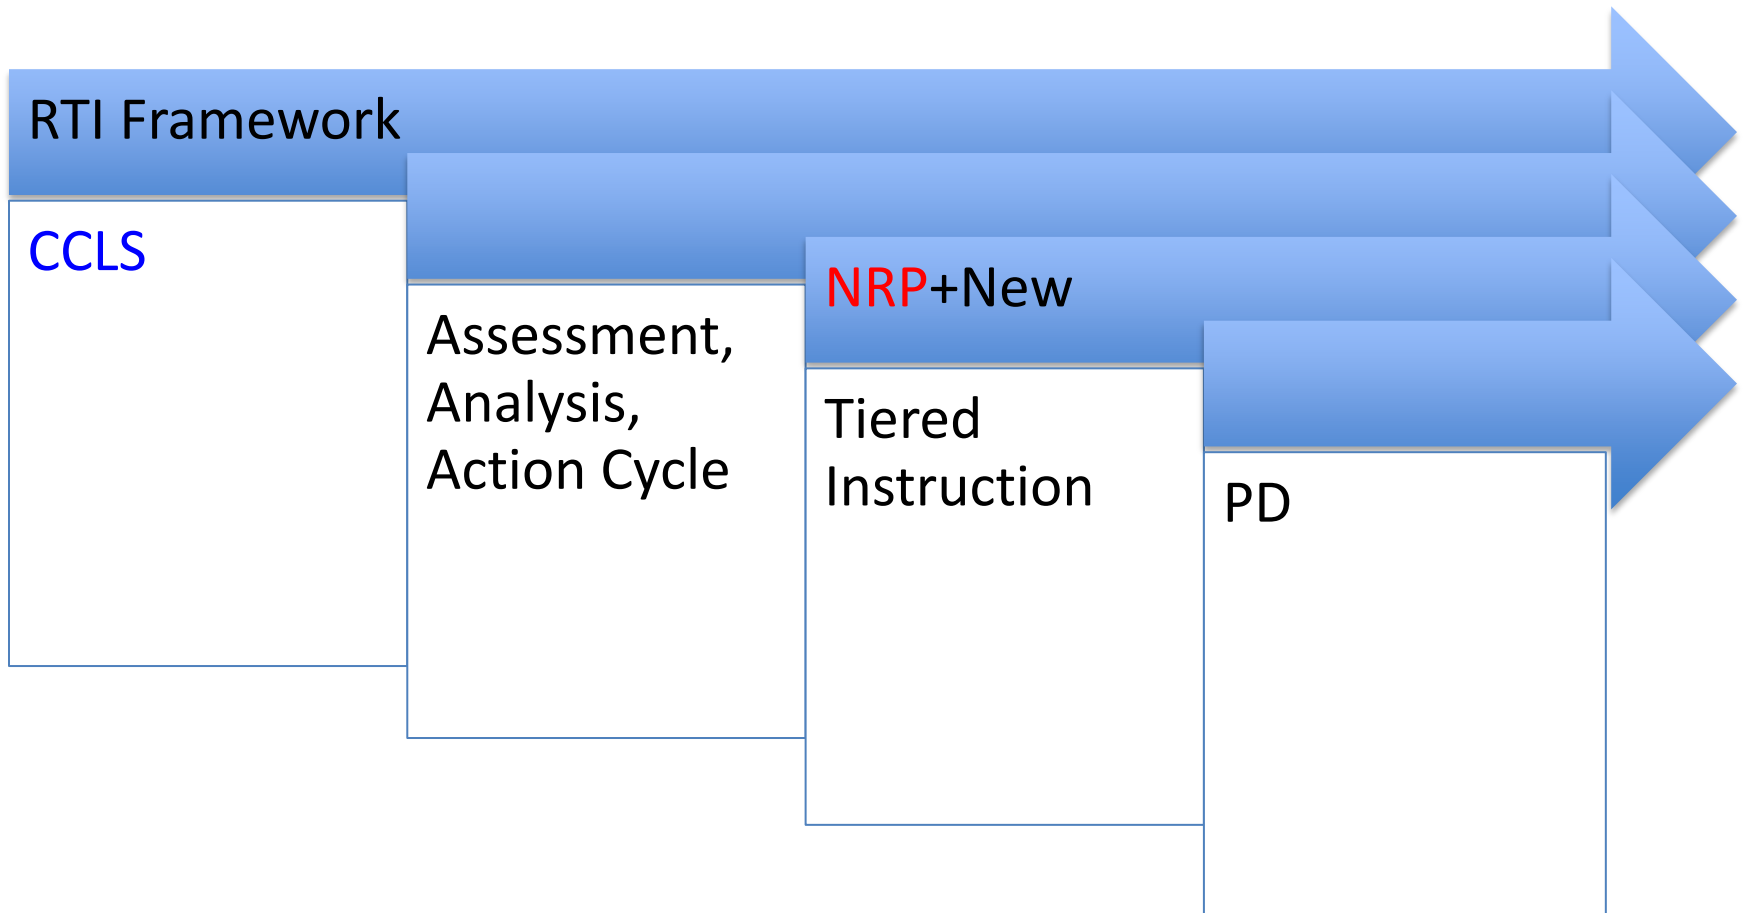 RTI Framework
CCLS
Assessment,
Analysis,
Action Cycle
NRP+New
Tiered
Instruction
PD